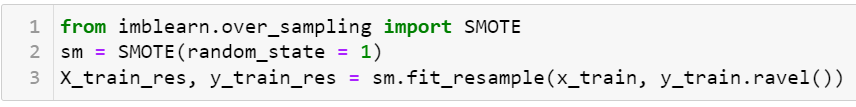 1 from imblearn.over_sampling import SMOTE
2 sm = SMOTE(random_state = 1)
3 X_train_res, y_train_res = sm.fit_resample(x_train, y_train.ravel())